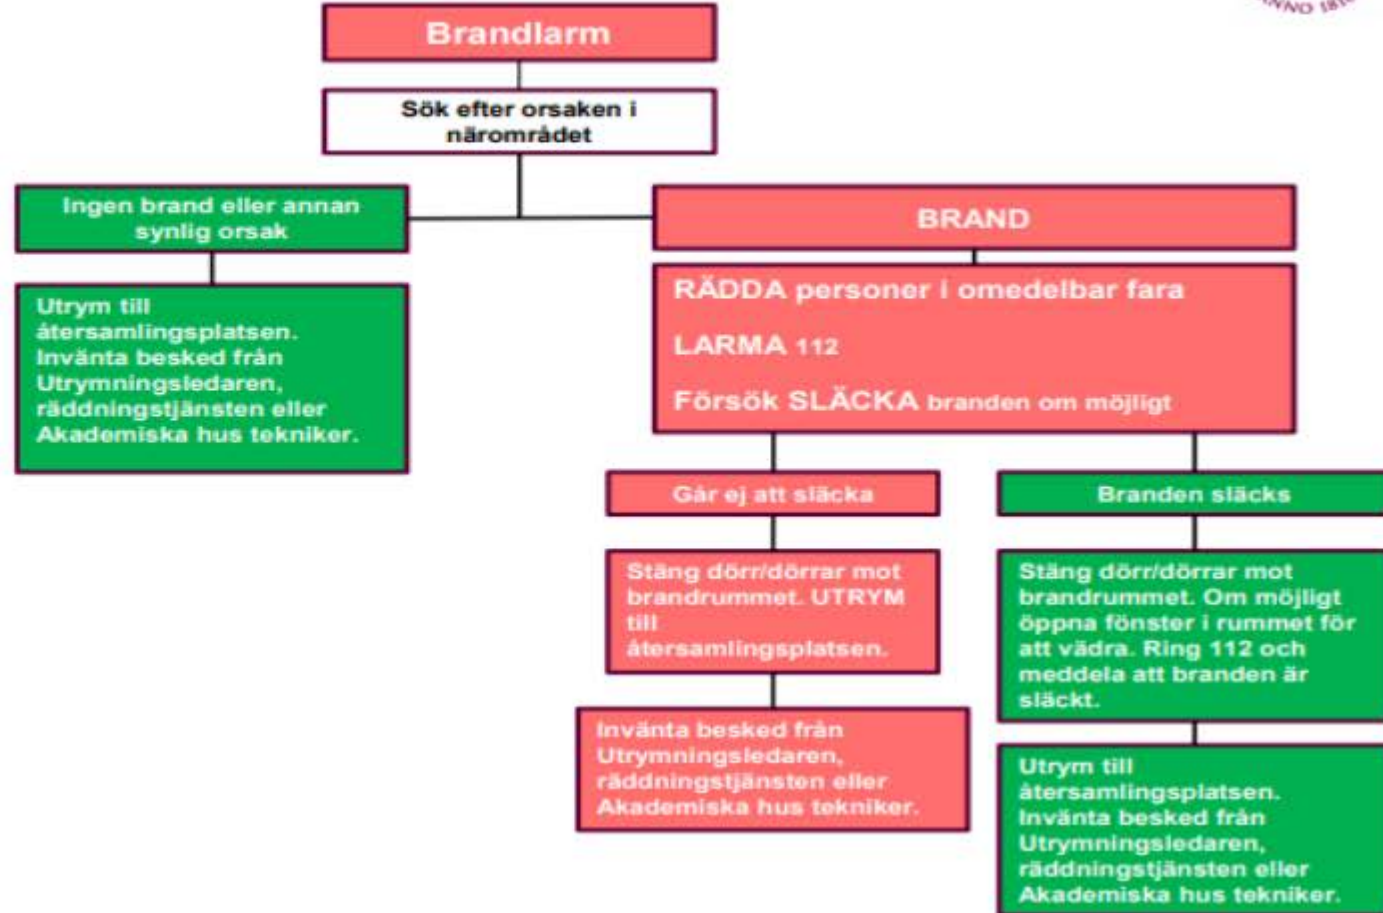 ANNO 181
Brandlarm
Sök efter orsaken i
närområdet
Ingen brand eller annan
synlig orsak
Utrym till
återsamlingsplatsen.
Invänta besked från
Utrymningsledaren,
räddningstjänsten eller
Akademiska hus tekniker.
BRAND
RÄDDA personer i omedelbar fara
LARMA 112
Försök SLÄCKA branden om möjligt
Går ej att släcka
Stäng dörr/dörrar mot
brandrummet. UTRYM
till
återsamlingsplatsen.
Invänta besked från
Utrymningsledaren,
räddningstjänsten eller
Akademiska hus tekniker.
Branden släcks
Stäng dörr/dörrar mot
brandrummet. Om möjligt
öppna fönster i rummet för
att vädra. Ring 112 och
meddela att branden är
släckt.
Utrym till
återsamlingsplatsen.
Invänta besked från
Utrymningsledaren,
räddningstjänsten eller
Akademiska hus tekniker.